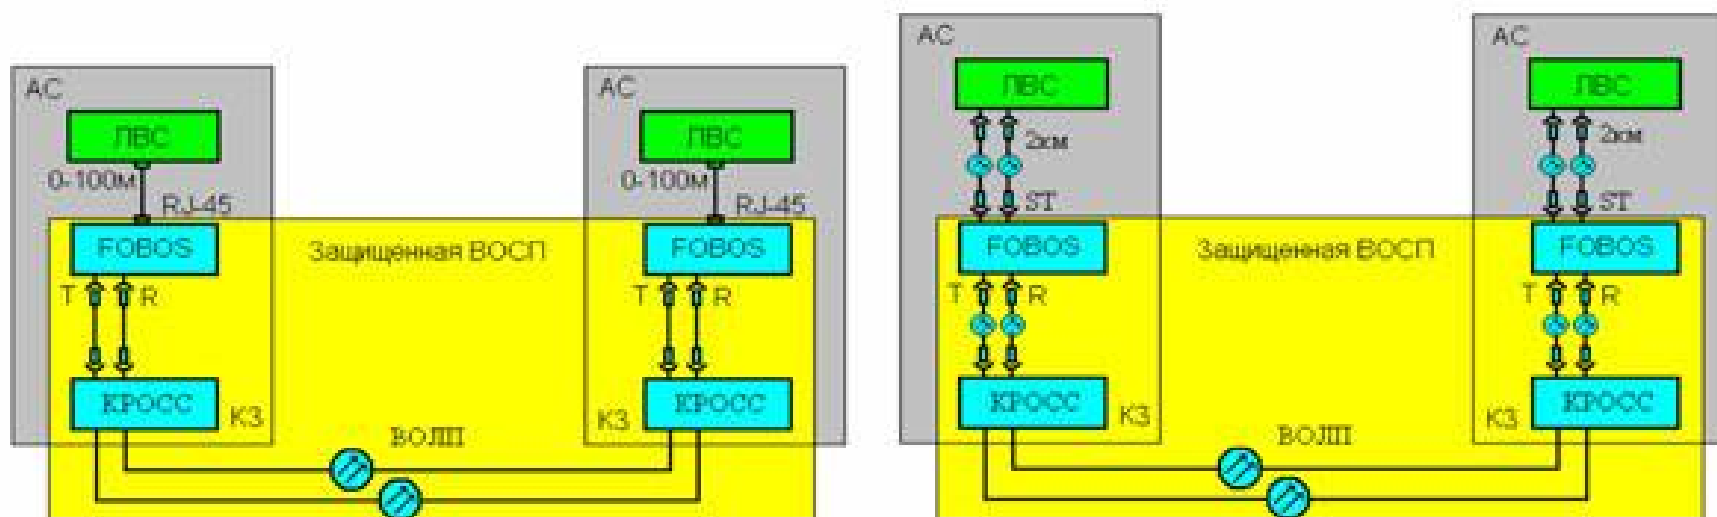 АС
АС
ЛВС
ЛВС
0-100м
0-100м
RJ-45
RJ-45
FOBOS
Защищенная ВОСП
FOBOS
T
R
T
R
КРОСС
КЗ
КЗ
КРОСС
ВОЛП
АС
АС
ЛВС
ЛВС
2км
2км
ST
ST
FOBOS
Защищенная ВОСП
FOBOS
T
R
T
R
КРОСС
КЗ
КЗ
КРОСС
ВОЛП